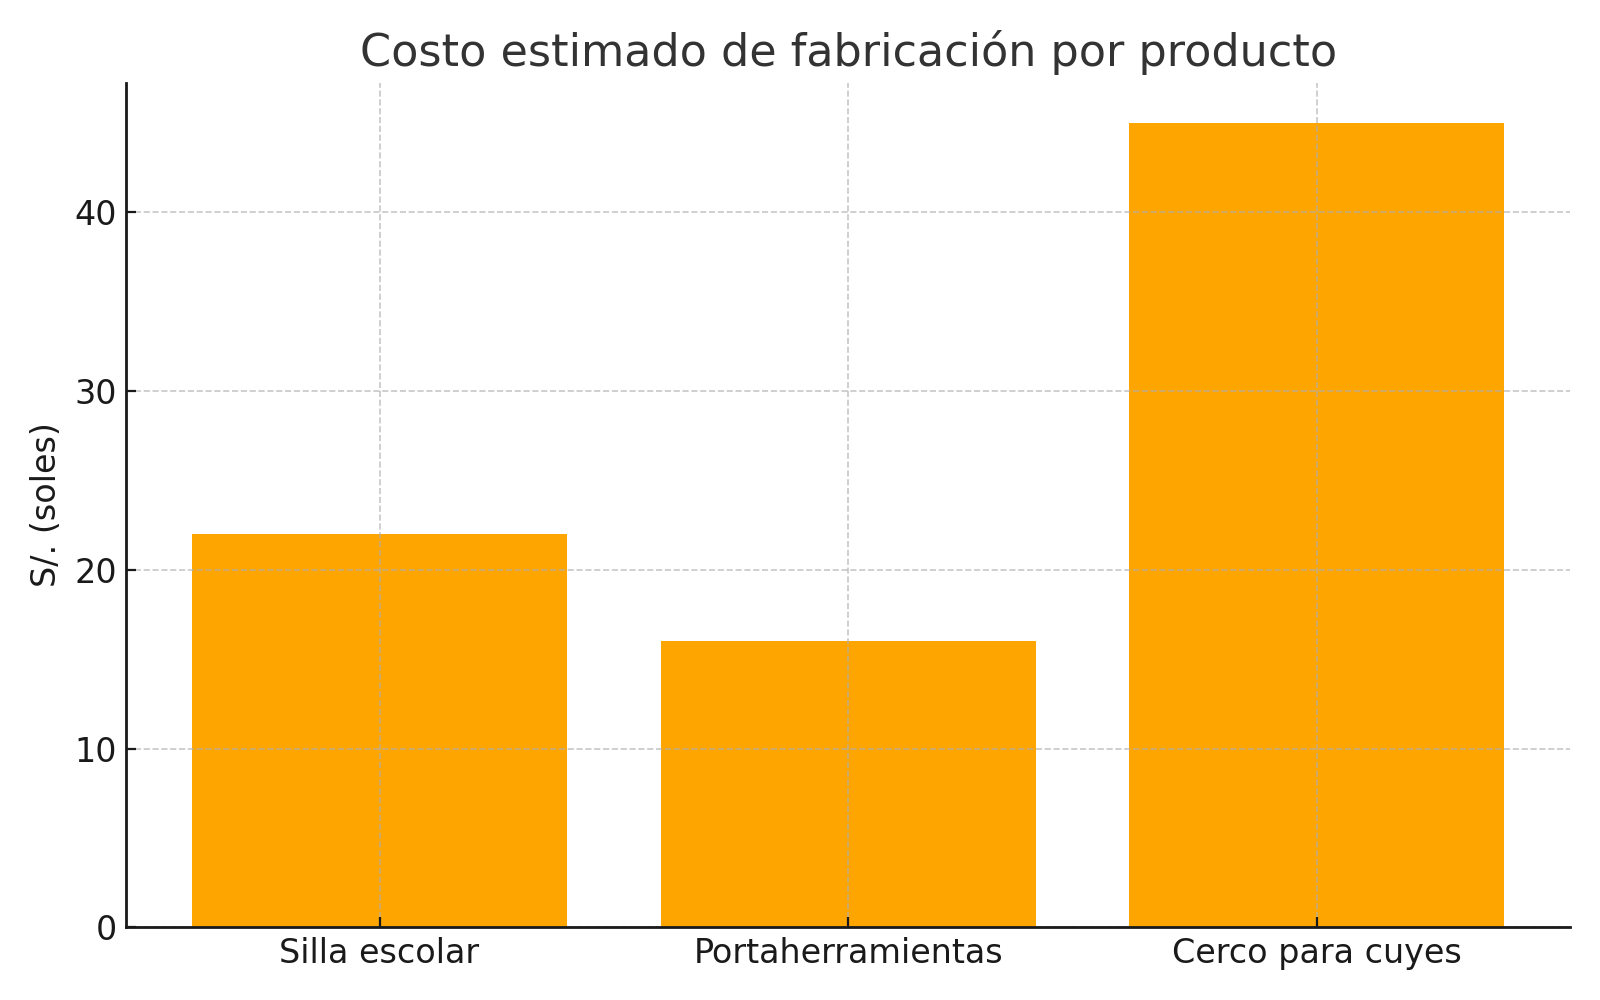 Costo estimado de fabricación por producto
S/. (soles)
40
30
20
10
0
Silla escolar
Portaherramientas
Cerco para cuyes